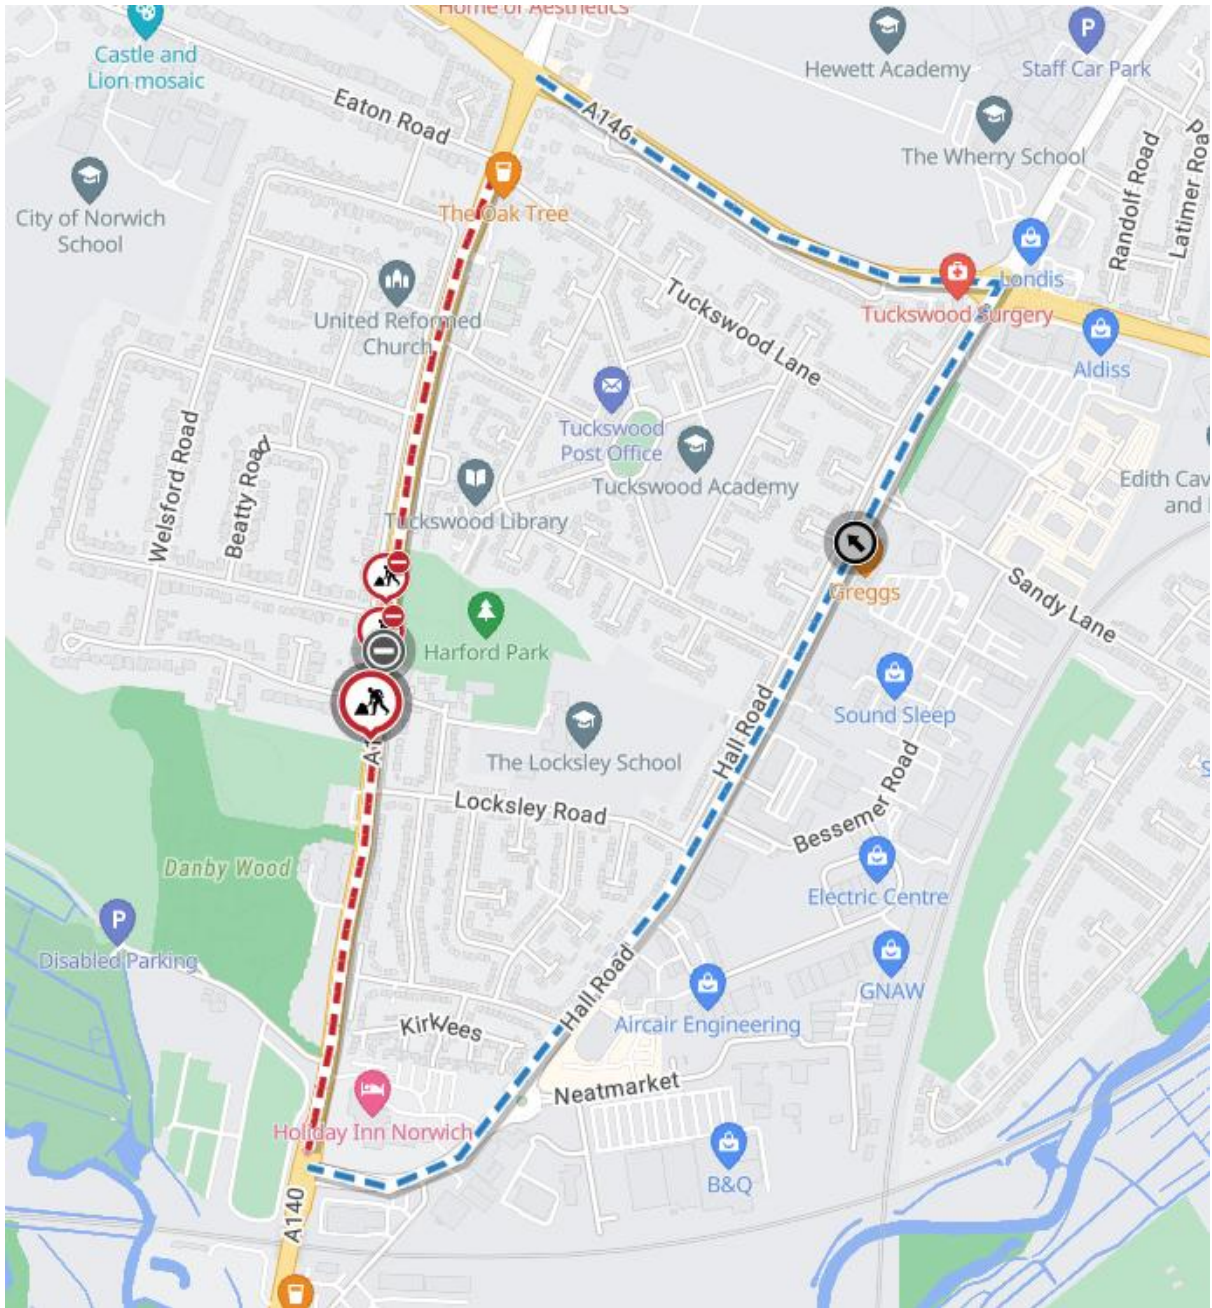 Home of Aesthetics
Castle and
Lion mosaic
Hewett Academy
Staff Car Park
Eaton Road
A146
The Wherry School
Randolf Road
Latimer Road
City of Norwich
School
The Oak Tree
Londis
United Reformed
Church
Tuckswood Lane
Tuckswood Surgery
Aldiss
Tuckswood
Post Office
Welsford Road
Beatty Road
Tuckswood Academy
Edith Cav
and
Tuckswood Library
Greggs
Sandy Lane
Harford Park
Sound Sleep
Hall Road
The Locksley School
Locksley Road
Bessemer Road
Danby Wood
Electric Centre
P
Disabled Parking
GNAW
Hall Road
Aircair Engineering
Neatmarket
Holiday Inn Norwich
B&Q
A140